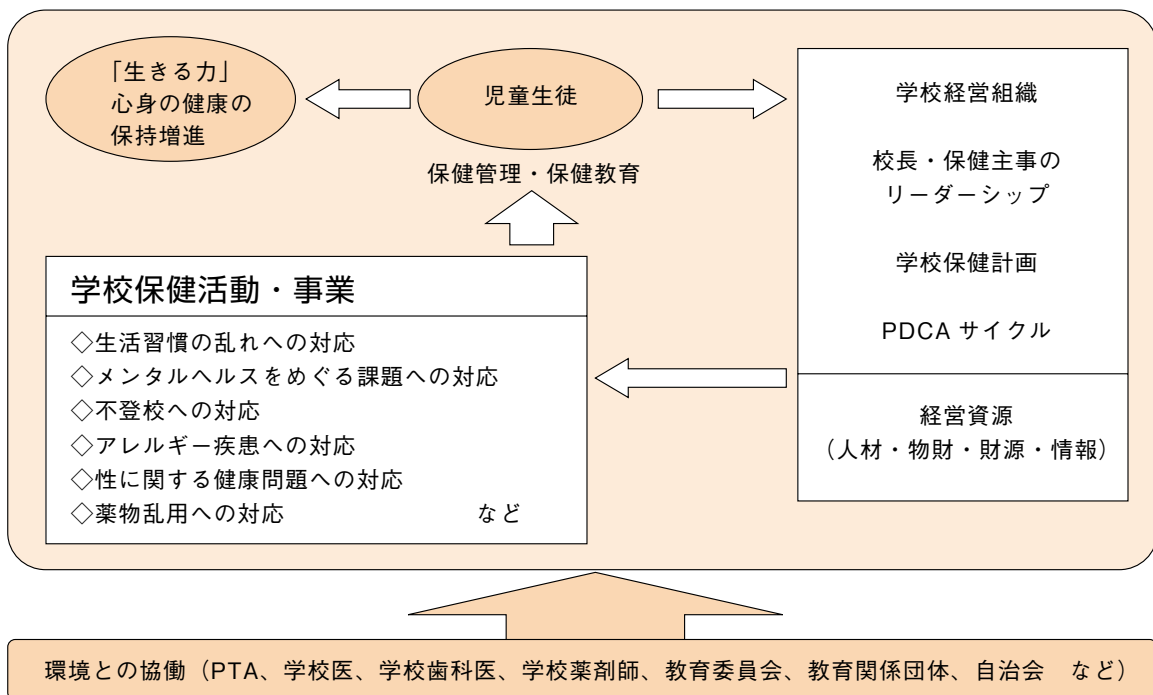 「生きる力」
心身の健康の
保持増進
児童生徒
保健管理・保健教育
学校経営組織
校長・保健主事の
リーダーシップ
学校保健計画
PDCA サイクル
経営資源
（人材・物財・財源・情報）
学校保健活動・事業
◇生活習慣の乱れへの対応
◇メンタルヘルスをめぐる課題への対応
◇不登校への対応
◇アレルギー疾患への対応
◇性に関する健康問題への対応
◇薬物乱用への対応　など
環境との協働（PTA、学校医、学校歯科医、学校薬剤師、教育委員会、教育関係団体、自治会　など）